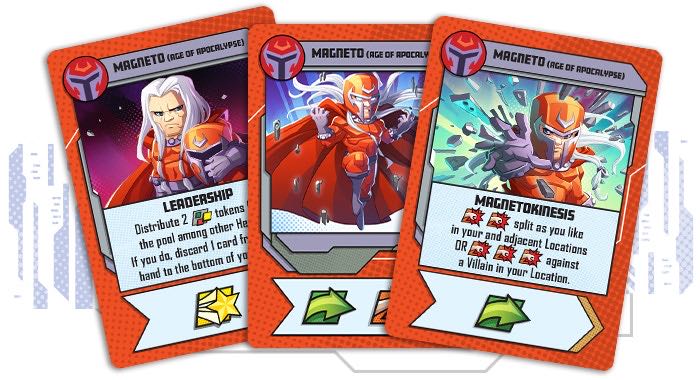 MAGNETO (AGE OF APOCALYPSE)
LEADERSHIP
Distribute 2 tokens
the pool among other He
If you do, discard 1 card fr
hand to the bottom of yo
MAGNETO (AGE OF APOCALY
MAGNETO (AGE OF APOCALYPSE)
MAGNETOKINESIS
split as you like
in your and adjacent Locations
OR against
a Villain in your Location.